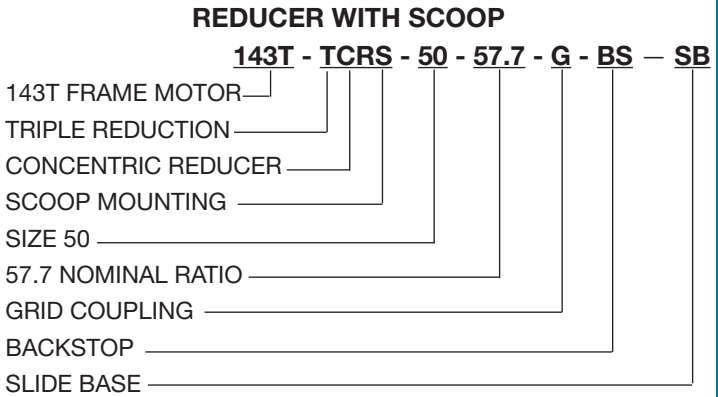 REDUCER WITH SCOOP
143T - TCRS - 50 - 57.7 - G - BS — SB
143T FRAME MOTOR
TRIPLE REDUCTION
CONCENTRIC REDUCER
SCOOP MOUNTING
SIZE 50
57.7 NOMINAL RATIO
GRID COUPLING
BACKSTOP
SLIDE BASE